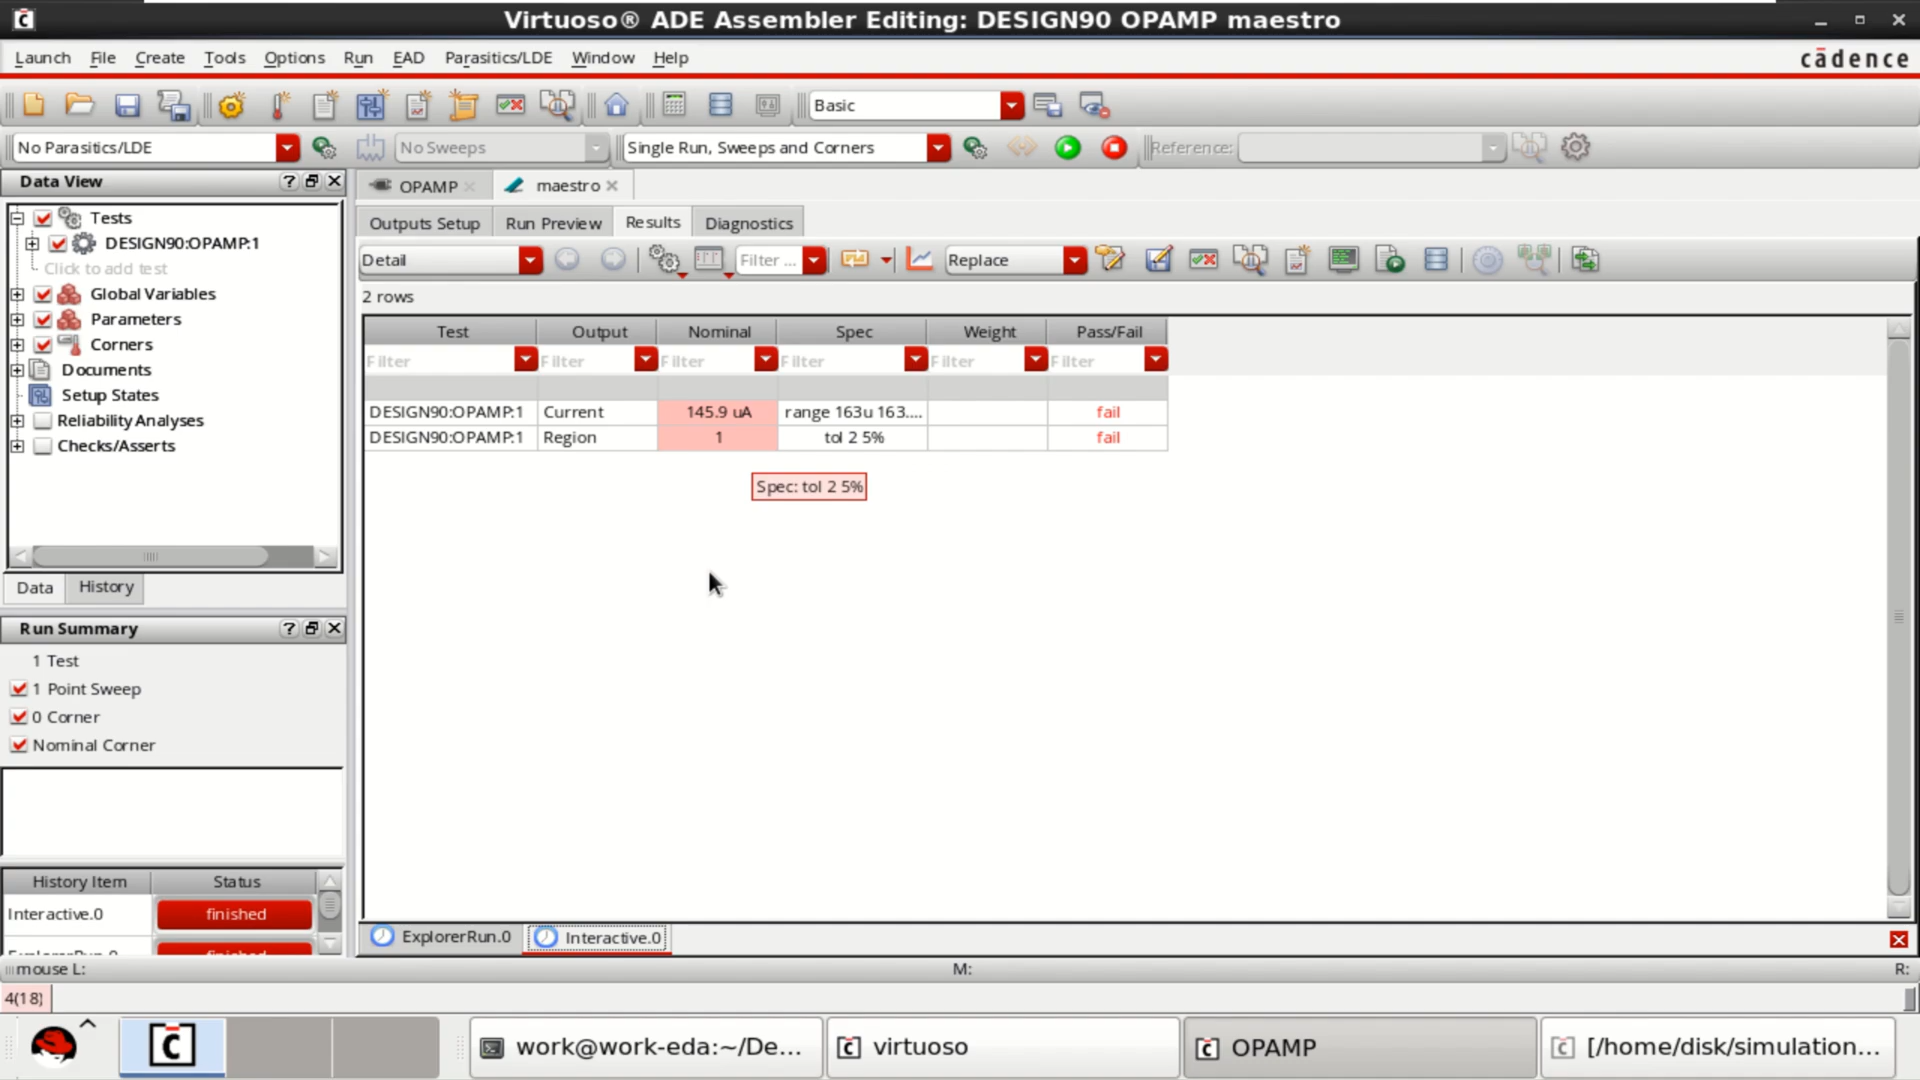 Virtuoso® ADE Assembler Editing: DESIGN90 OPAMP maestro
Launch File Create Tools Options Run EAD Parasitics/LDE Window Help
cādence
Basic
No Parasitics/LDE
No Sweeps
Single Run, Sweeps and Corners
Reference:
Data View
Tests
DESIGN90:OPAMP:1
Click to add test
Global Variables
Parameters
Corners
Documents
Setup States
Reliability Analyses
Checks/Asserts
Data History
Run Summary
1 Test
1 Point Sweep
0 Corner
Nominal Corner
History Item Status
Interactive.0 finished
ExplorerRun.0 finished
OPAMP maestro
Outputs Setup Run Preview Results Diagnostics
Detail Filter ... Replace
2 rows
Test Output Nominal Spec Weight Pass/Fail
Filter Filter Filter Filter Filter Filter
DESIGN90:OPAMP:1 Current 145.9 uA range 163u 163.... fail
DESIGN90:OPAMP:1 Region 1 tol 2 5% fail
Spec: tol 2 5%
ExplorerRun.0 Interactive.0
mouse L: M: R:
4(18)
work@work-eda:~/De... virtuoso OPAMP [/home/disk/simulation...